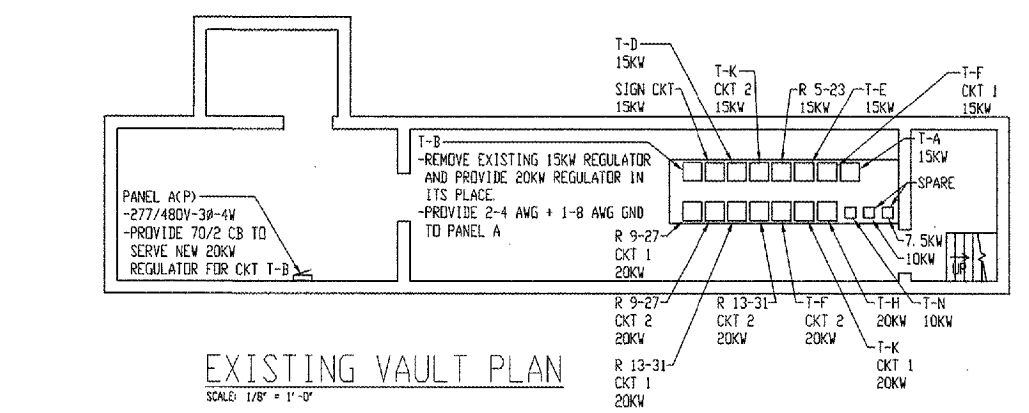 T-D
15KW
SIGN CKT
15KW
T-K
CKT 2
15KW
R 5-23
15KW
T-E
15KW
T-F
CKT 1
15KW
T-A
15KW
SPARE
T-B
-REMOVE EXISTING 15KW REGULATOR
AND PROVIDE 20KW REGULATOR IN
ITS PLACE.
-PROVIDE 2-4 AWG + 1-8 AWG GND
TO PANEL A
PANEL A(P)
-277/480V-3Ø-4W
-PROVIDE 70/2 CB TO
SERVE NEW 20KW
REGULATOR FOR CKT T-B
R 9-27
CKT 1
20KW
7.5KW
10KW
UP
R 9-27
CKT 2
20KW
R 13-31
CKT 2
20KW
T-F
CKT 2
20KW
T-H
20KW
T-N
10KW
R 13-31
CKT 1
20KW
T-K
CKT 1
20KW
EXISTING VAULT PLAN
SCALE: 1/8" = 1'-0"